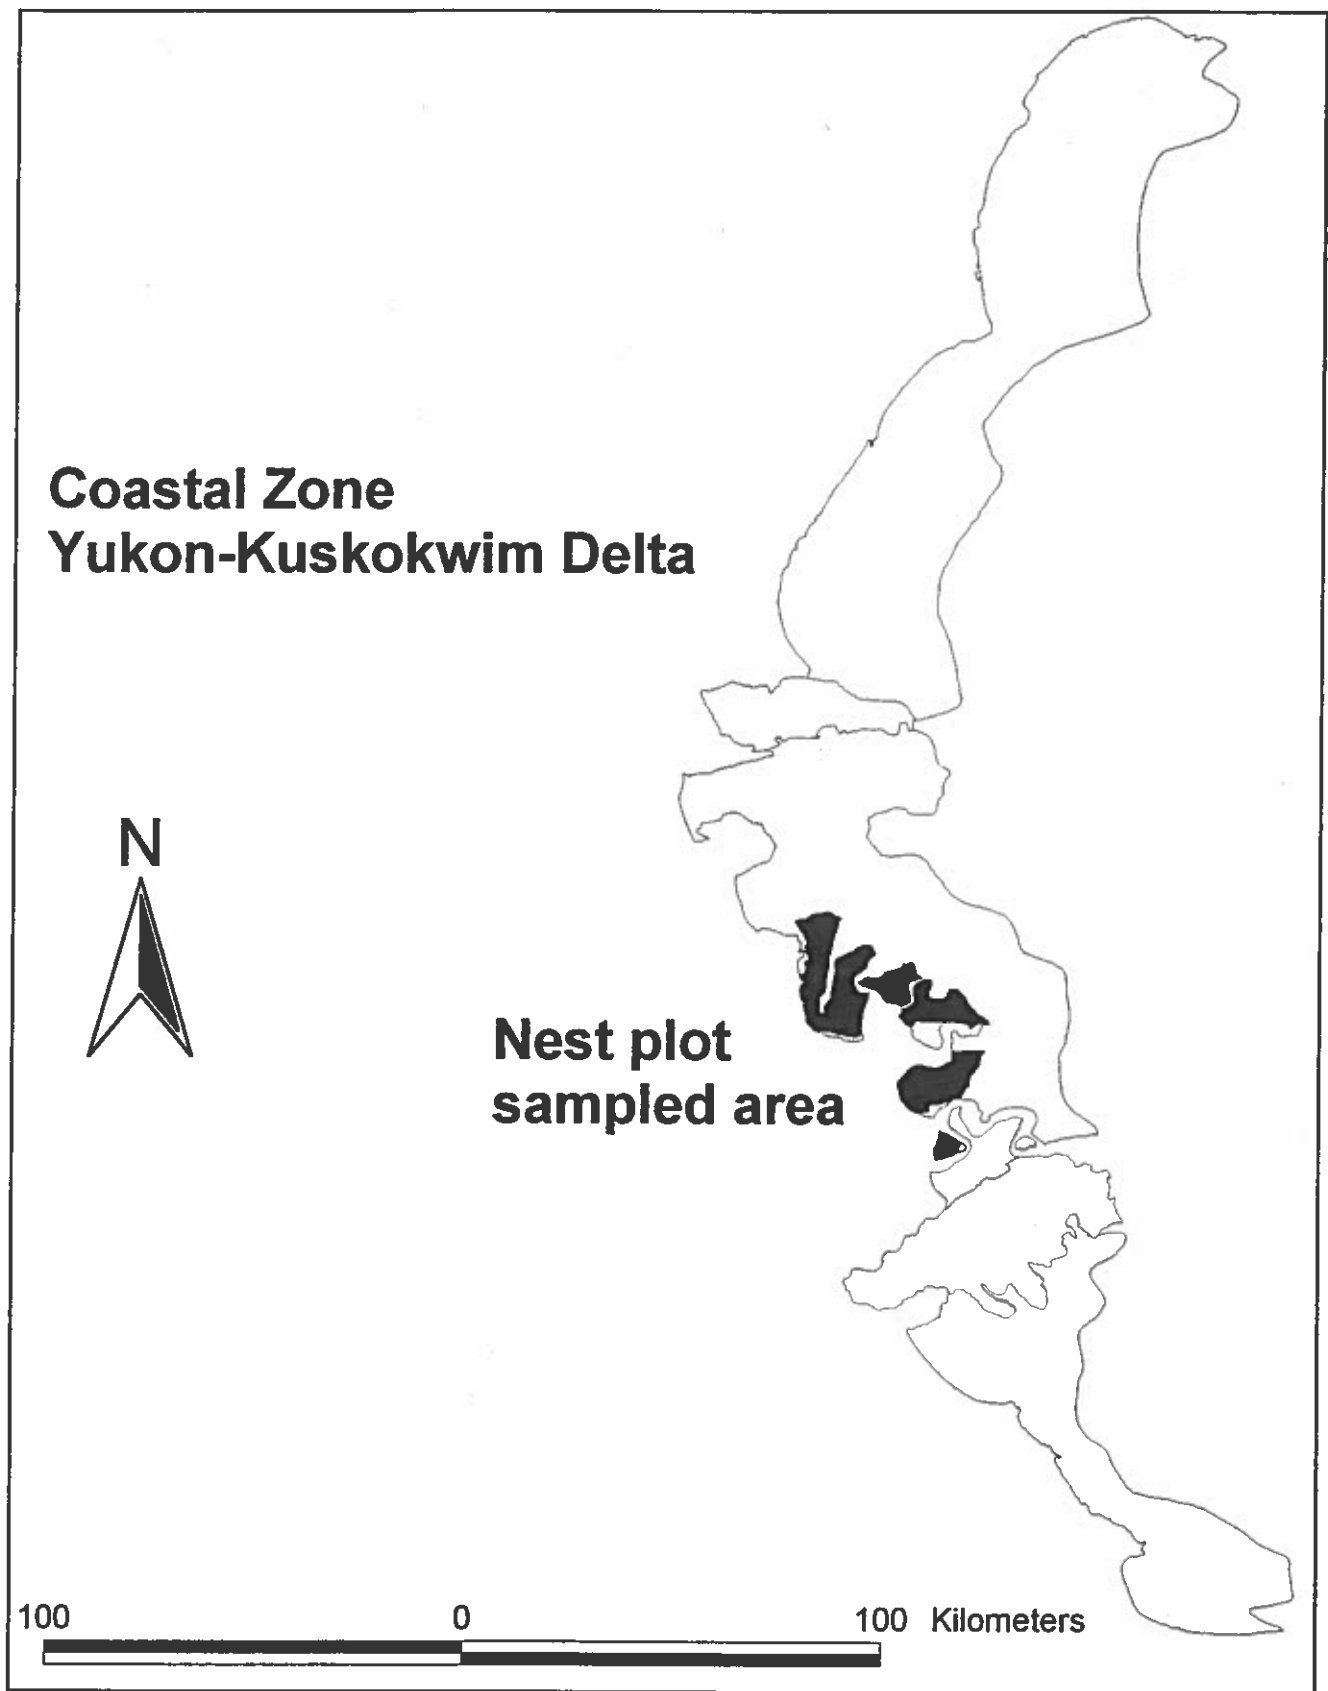 Coastal Zone
Yukon-Kuskokwim Delta
N
Nest plot
sampled area
100 0 100 Kilometers